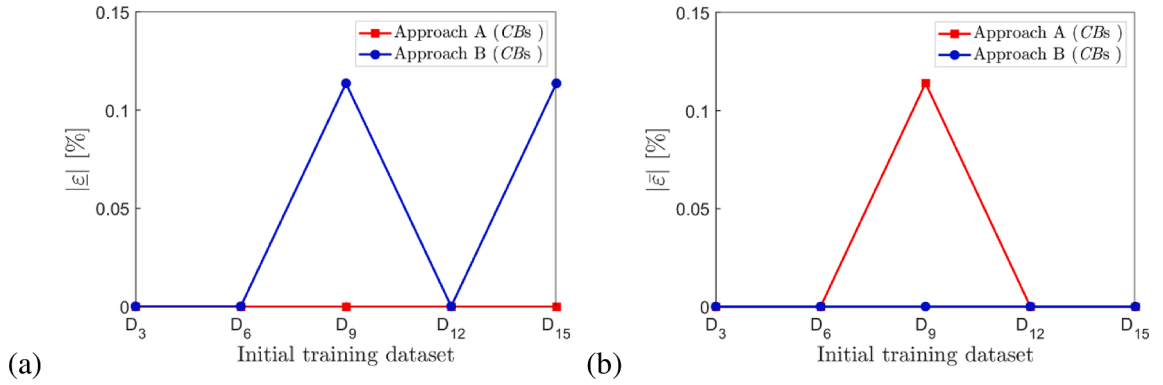 0.15
Approach A (CBs )
Approach B (CBs )
0.1
|ε̲| [%]
0.05
0
D₃ D₆ D₉ D₁₂ D₁₅
Initial training dataset
(a)
0.15
Approach A (CBs )
Approach B (CBs )
0.1
|ε̄| [%]
0.05
0
D₃ D₆ D₉ D₁₂ D₁₅
Initial training dataset
(b)